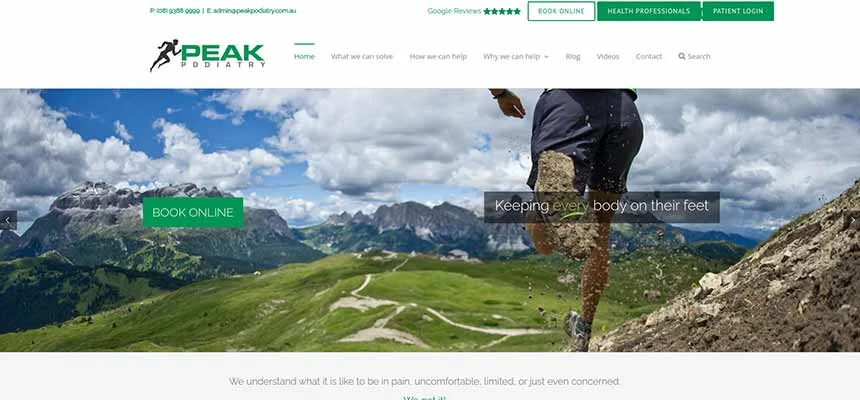 P: (08) 9388 9999 | E: admin@peakpodiatry.com.au
Google Reviews
BOOK ONLINE
HEALTH PROFESSIONALS
PATIENT LOGIN
PEAK
PODIATRY
Home
What we can solve
How we can help
Why we can help
Blog
Videos
Contact
Search
BOOK ONLINE
Keeping every body on their feet
We understand what it is like to be in pain, uncomfortable, limited, or just even concerned.
We get it!